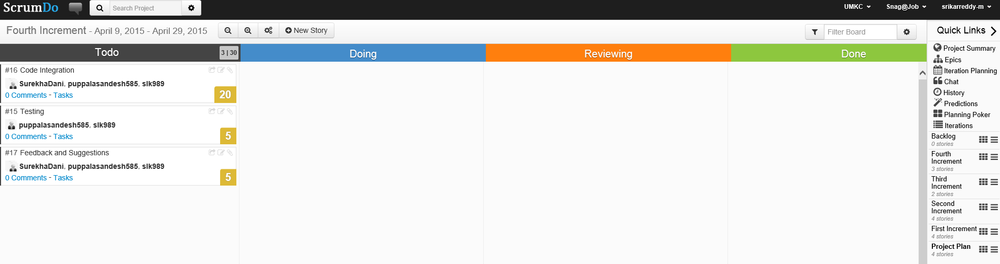 ScrumDo
Search Project
UMKC
Snag@Job
srikarreddy-m
Fourth Increment - April 9, 2015 - April 29, 2015
New Story
Filter Board
Todo
3 | 30
Doing
Reviewing
Done
#16 Code Integration
SurekhaDani, puppalasandesh585, slk989
0 Comments - Tasks
20
#15 Testing
puppalasandesh585, slk989
0 Comments - Tasks
5
#17 Feedback and Suggestions
SurekhaDani, puppalasandesh585, slk989
0 Comments - Tasks
5
Quick Links
Project Summary
Epics
Iteration Planning
Chat
History
Predictions
Planning Poker
Iterations
Backlog
0 stories
Fourth
Increment
3 stories
Third
Increment
2 stories
Second
Increment
4 stories
First Increment
4 stories
Project Plan
4 stories